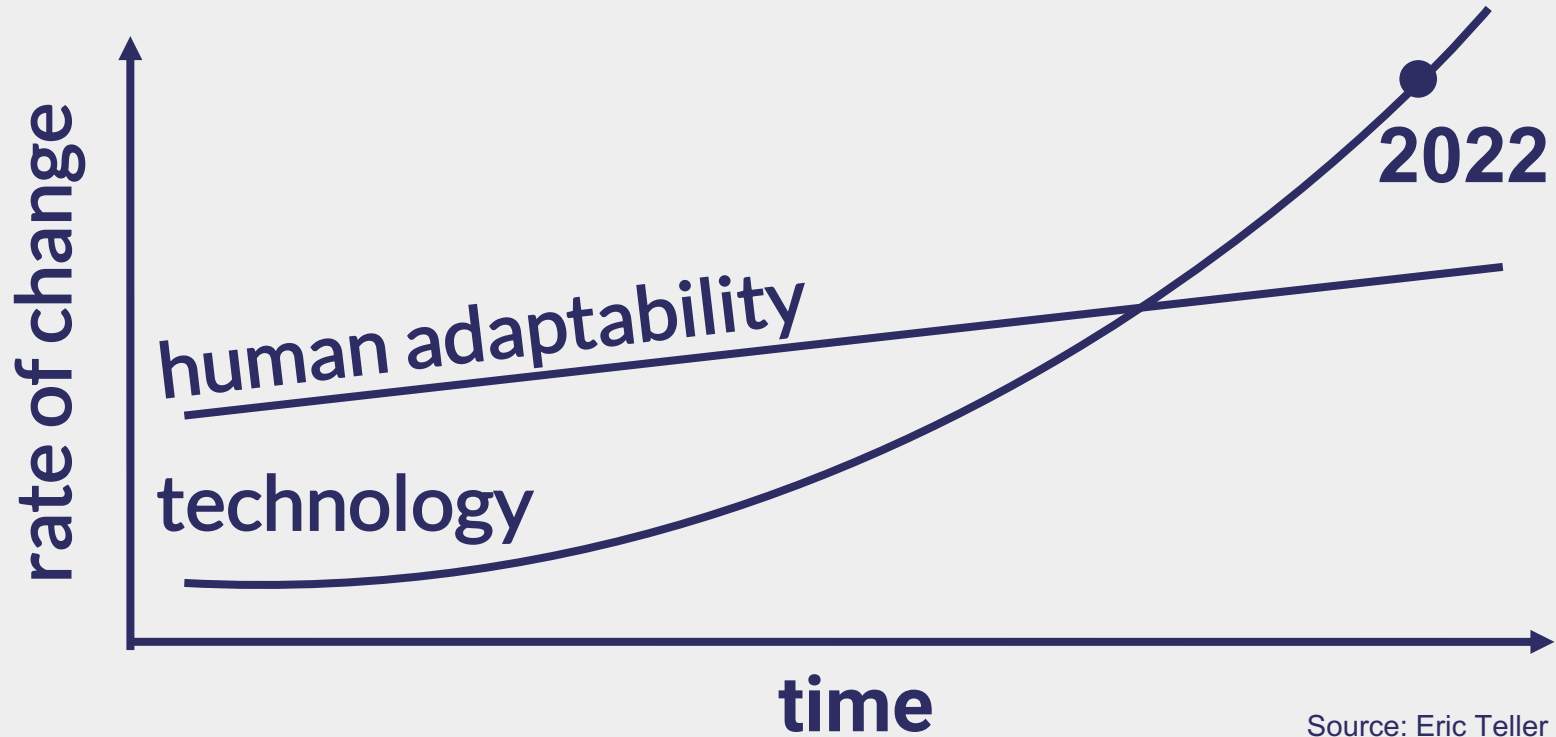 rate of change
human adaptability
technology
2022
time
Source: Eric Teller